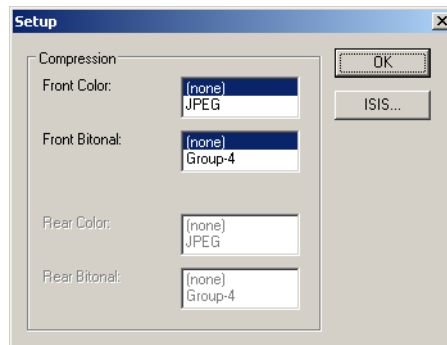 Setup
Compression
Front Color:
(none)
JPEG
Front Bitonal:
(none)
Group-4
Rear Color:
(none)
JPEG
Rear Bitonal:
(none)
Group-4
OK
ISIS...